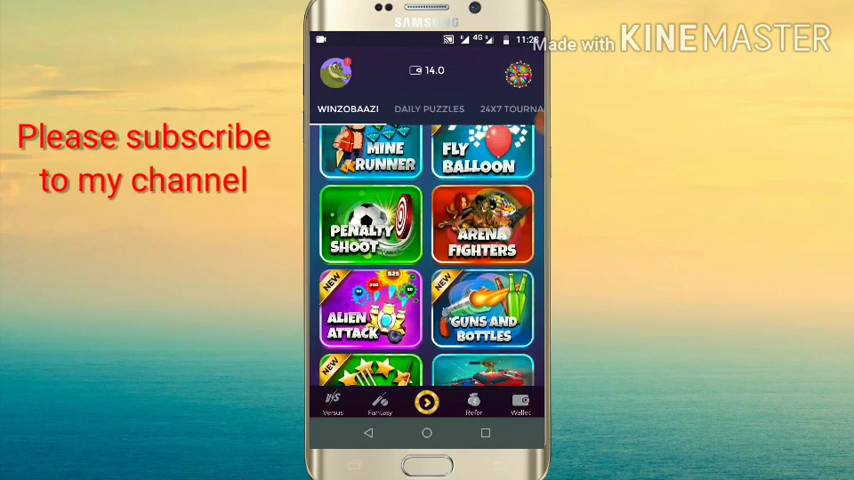 SAMSUNG
4G
11:28
Made with KINEMASTER
14.0
WINZOBAAZI DAILY PUZZLES 24X7 TOURNA
Please subscribe
to my channel
MINE
RUNNER
FLY
BALLOON
PENALTY
SHOOT
ARENA
FIGHTERS
NEW
ALIEN
ATTACK
NEW
GUNS AND
BOTTLES
NEW
V/S
Versus Fantasy Refer Wallet